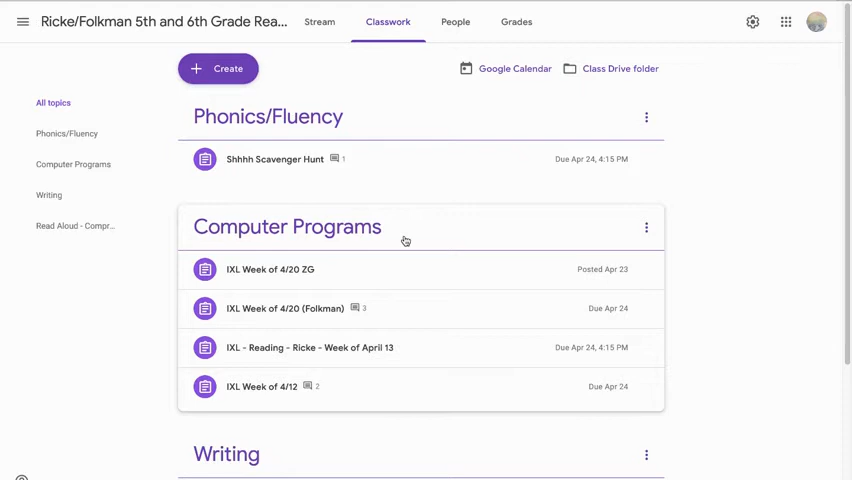 Ricke/Folkman 5th and 6th Grade Rea... Stream Classwork People Grades
Create Google Calendar Class Drive folder
All topics
Phonics/Fluency
Computer Programs
Writing
Read Aloud - Compr...
Phonics/Fluency
Shhhh Scavenger Hunt 1 Due Apr 24, 4:15 PM
Computer Programs
IXL Week of 4/20 ZG Posted Apr 23
IXL Week of 4/20 (Folkman) 3 Due Apr 24
IXL - Reading - Ricke - Week of April 13 Due Apr 24, 4:15 PM
IXL Week of 4/12 2 Due Apr 24
Writing